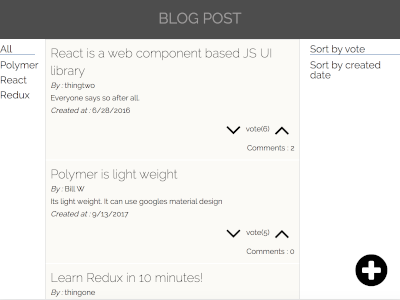 BLOG POST
All
Polymer
React
Redux
React is a web component based JS UI
library
By : thingtwo
Everyone says so after all.
Created at : 6/28/2016
vote(6)
Comments : 2
Polymer is light weight
By : Bill W
Its light weight. It can use googles material design
Created at : 9/13/2017
vote(5)
Comments : 0
Learn Redux in 10 minutes!
By : thingone
Sort by vote
Sort by created
date